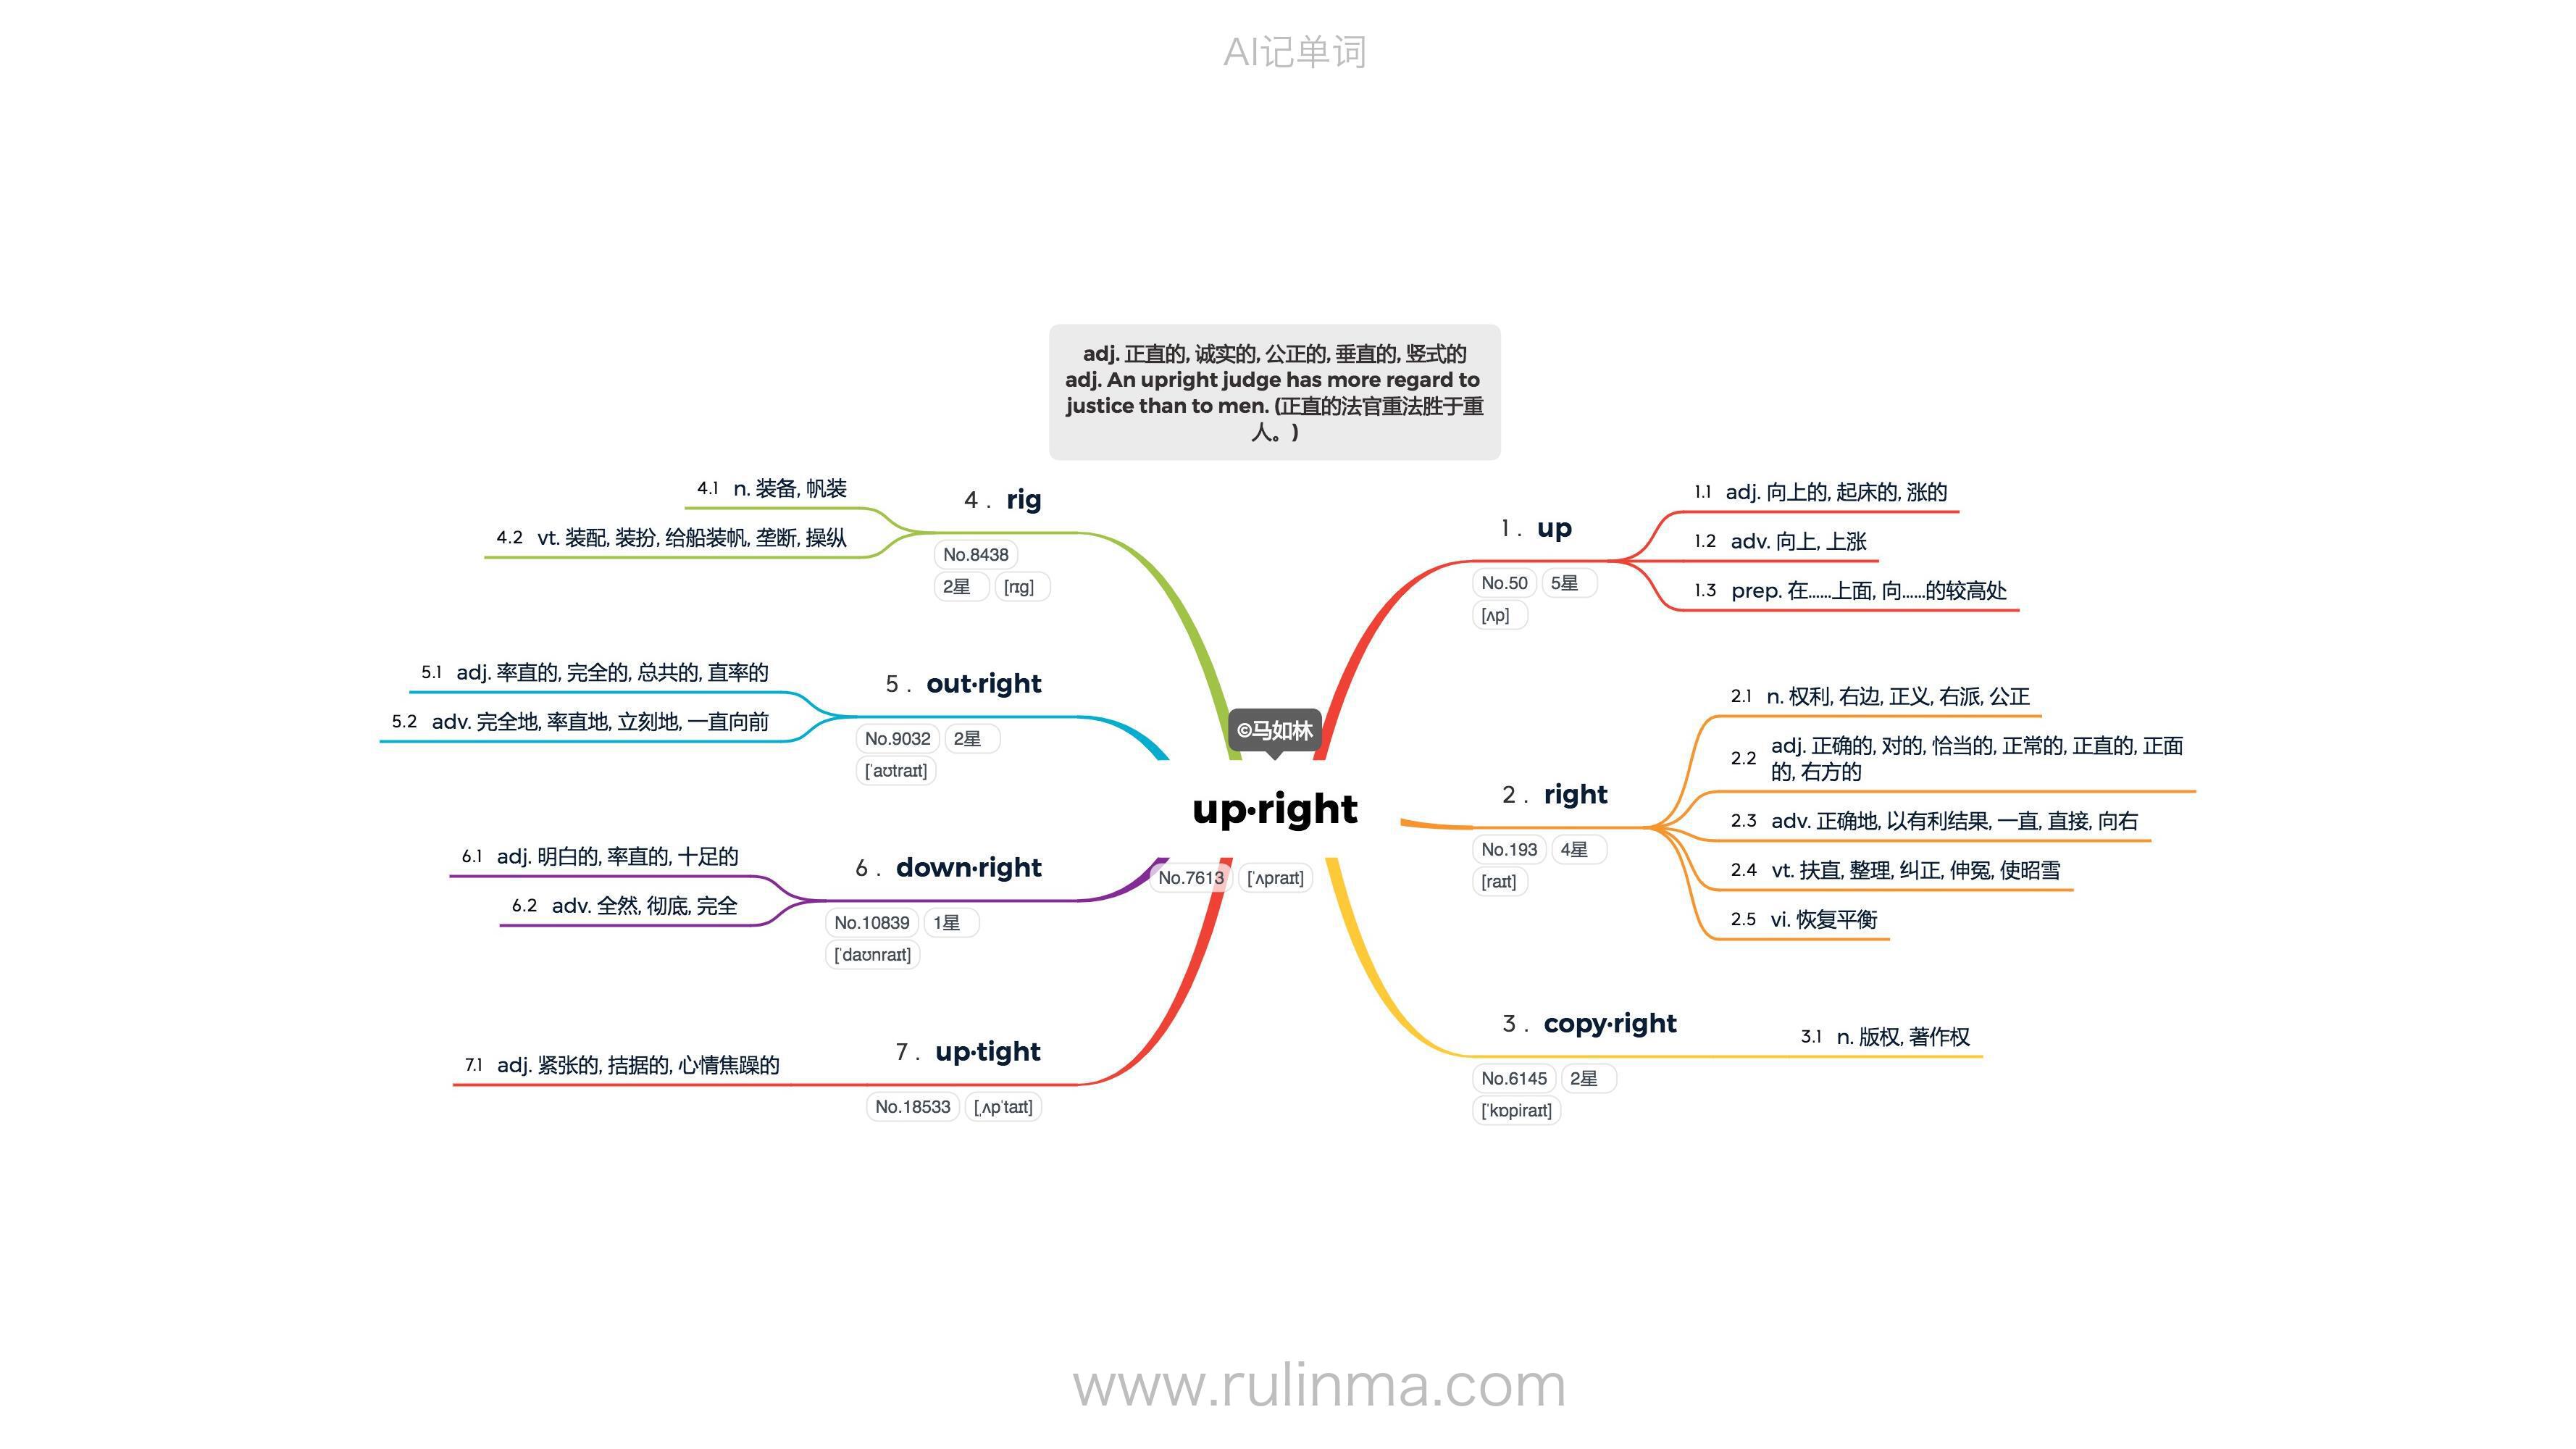 AI记单词
adj. 正直的, 诚实的, 公正的, 垂直的, 竖式的
adj. An upright judge has more regard to
justice than to men. (正直的法官重法胜于重
人。)
©马如林
up·right
No.7613 [ˈʌpraɪt]
1. up
No.50 5星
[ʌp]
1.1 adj. 向上的, 起床的, 涨的
1.2 adv. 向上, 上涨
1.3 prep. 在......上面, 向......的较高处
2. right
No.193 4星
[raɪt]
2.1 n. 权利, 右边, 正义, 右派, 公正
2.2 adj. 正确的, 对的, 恰当的, 正常的, 正直的, 正面
的, 右方的
2.3 adv. 正确地, 以有利结果, 一直, 直接, 向右
2.4 vt. 扶直, 整理, 纠正, 伸冤, 使昭雪
2.5 vi. 恢复平衡
3. copy·right
No.6145 2星
[ˈkɒpiraɪt]
3.1 n. 版权, 著作权
4. rig
No.8438
2星 [rɪg]
4.1 n. 装备, 帆装
4.2 vt. 装配, 装扮, 给船装帆, 垄断, 操纵
5. out·right
No.9032 2星
[ˈaʊtraɪt]
5.1 adj. 率直的, 完全的, 总共的, 直率的
5.2 adv. 完全地, 率直地, 立刻地, 一直向前
6. down·right
No.10839 1星
[ˈdaʊnraɪt]
6.1 adj. 明白的, 率直的, 十足的
6.2 adv. 全然, 彻底, 完全
7. up·tight
No.18533 [ˌʌpˈtaɪt]
7.1 adj. 紧张的, 拮据的, 心情焦躁的
www.rulinma.com